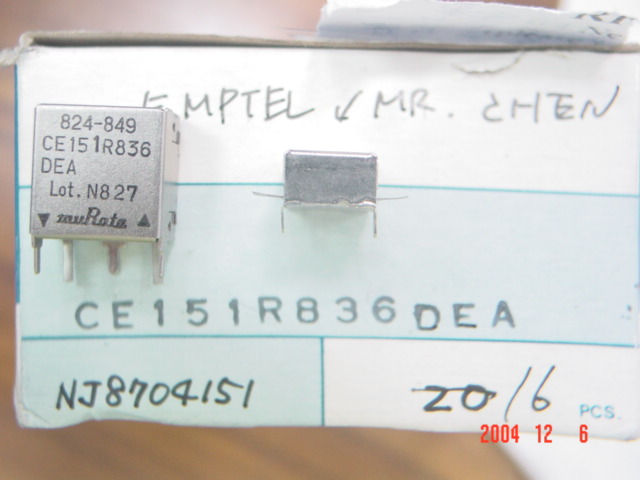 EMPTEL ↙ MR. CHEN
824-849
CE151R836
DEA
Lot. N827
muRata
CE151R836DEA
NJ8704151
20/6
PCS.
2004 12 6